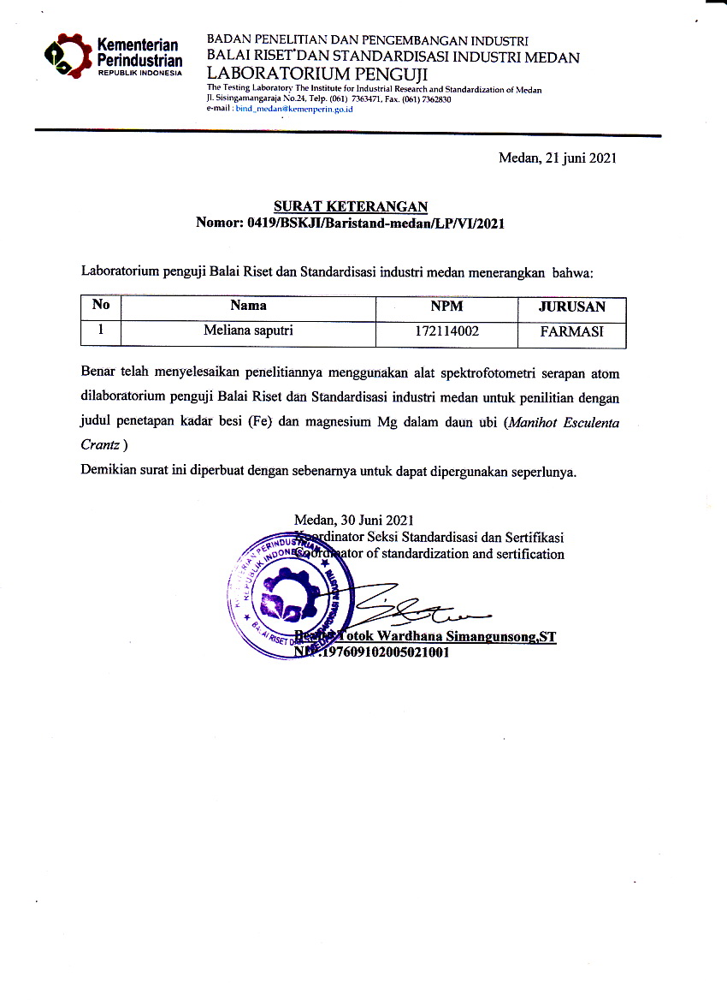 Kementerian
Perindustrian
REPUBLIK INDONESIA
BADAN PENELITIAN DAN PENGEMBANGAN INDUSTRI
BALAI RISET DAN STANDARDISASI INDUSTRI MEDAN
LABORATORIUM PENGUJI
The Testing Laboratory The Institute for Industrial Research and Standardization of Medan
Jl. Sisingamangaraja No.24, Telp. (061) 7363471, Fax. (061) 7362830
e-mail : bind_medan@kemenperin.go.id
Medan, 21 juni 2021
SURAT KETERANGAN
Nomor: 0419/BSKJI/Baristand-medan/LP/VI/2021
Laboratorium penguji Balai Riset dan Standardisasi industri medan menerangkan bahwa:
No Nama NPM JURUSAN
1 Meliana saputri 172114002 FARMASI
Benar telah menyelesaikan penelitiannya menggunakan alat spektrofotometri serapan atom
dilaboratorium penguji Balai Riset dan Standardisasi industri medan untuk penilitian dengan
judul penetapan kadar besi (Fe) dan magnesium Mg dalam daun ubi (Manihot Esculenta
Crantz )
Demikian surat ini diperbuat dengan sebenarnya untuk dapat dipergunakan seperlunya.
Medan, 30 Juni 2021
Koordinator Seksi Standardisasi dan Sertifikasi
Coordinator of standardization and sertification
KEMENTERIAN PERINDUSTRIAN
REPUBLIK INDONESIA
BALAI RISET DAN STANDARDISASI INDUSTRI
MEDAN
Totok Wardhana Simangunsong,ST
NIP.197609102005021001